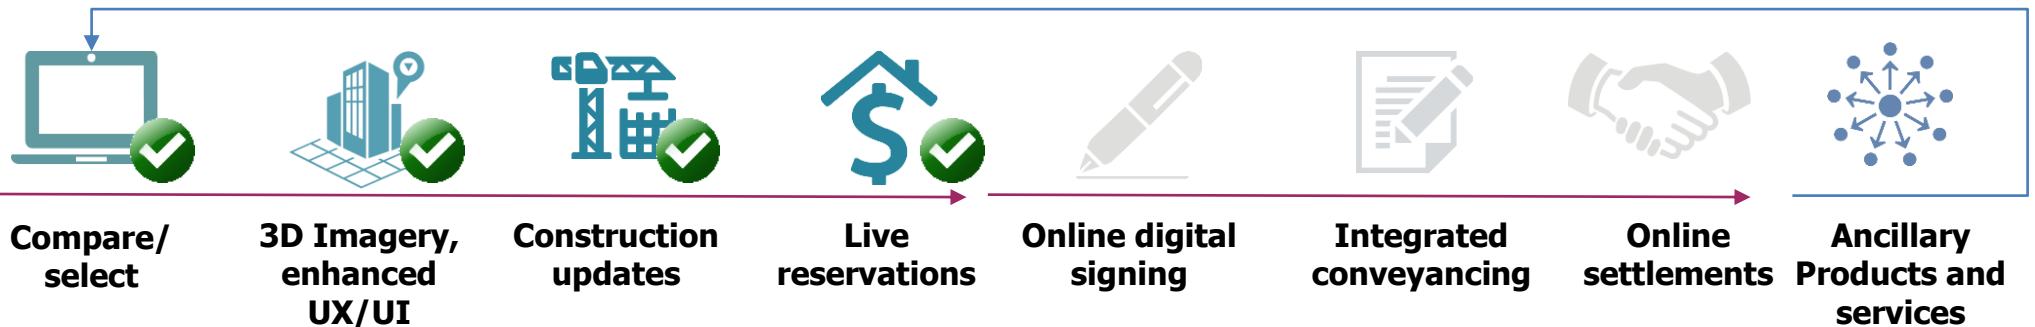 Compare/
select
3D Imagery,
enhanced
UX/UI
Construction
updates
Live
reservations
Online digital
signing
Integrated
conveyancing
Online
settlements
Ancillary
Products and
services